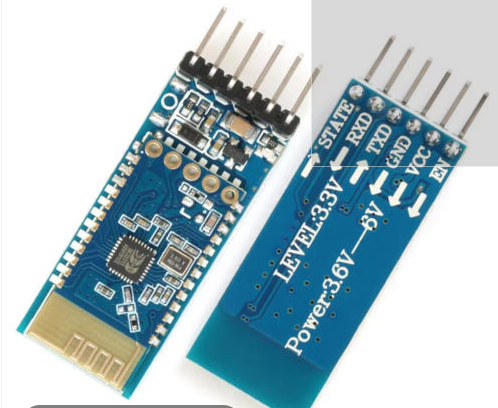 STATE
RXD
TXD
GND
VCC
EN
LEVEL:3.3V
Power:3.6V—6V